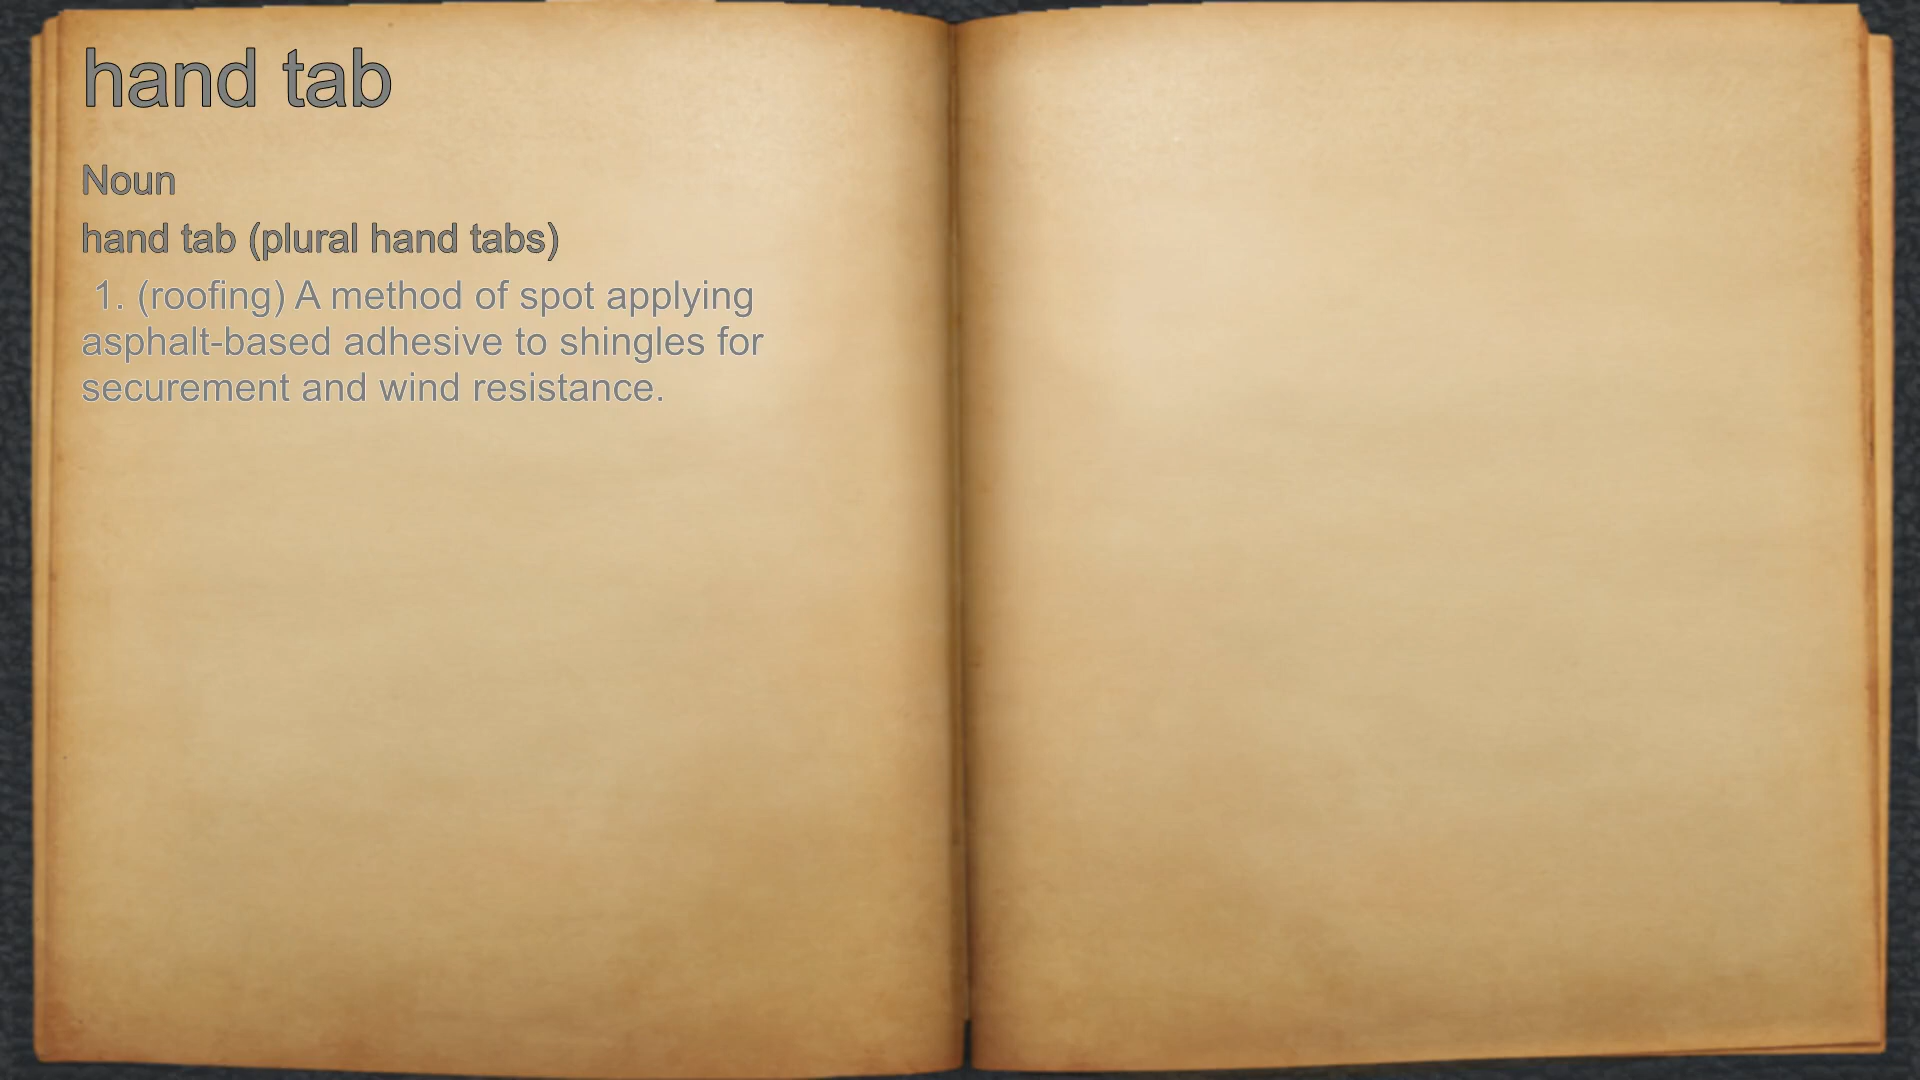 hand tab
Noun
hand tab (plural hand tabs)
1. (roofing) A method of spot applying
asphalt-based adhesive to shingles for
securement and wind resistance.